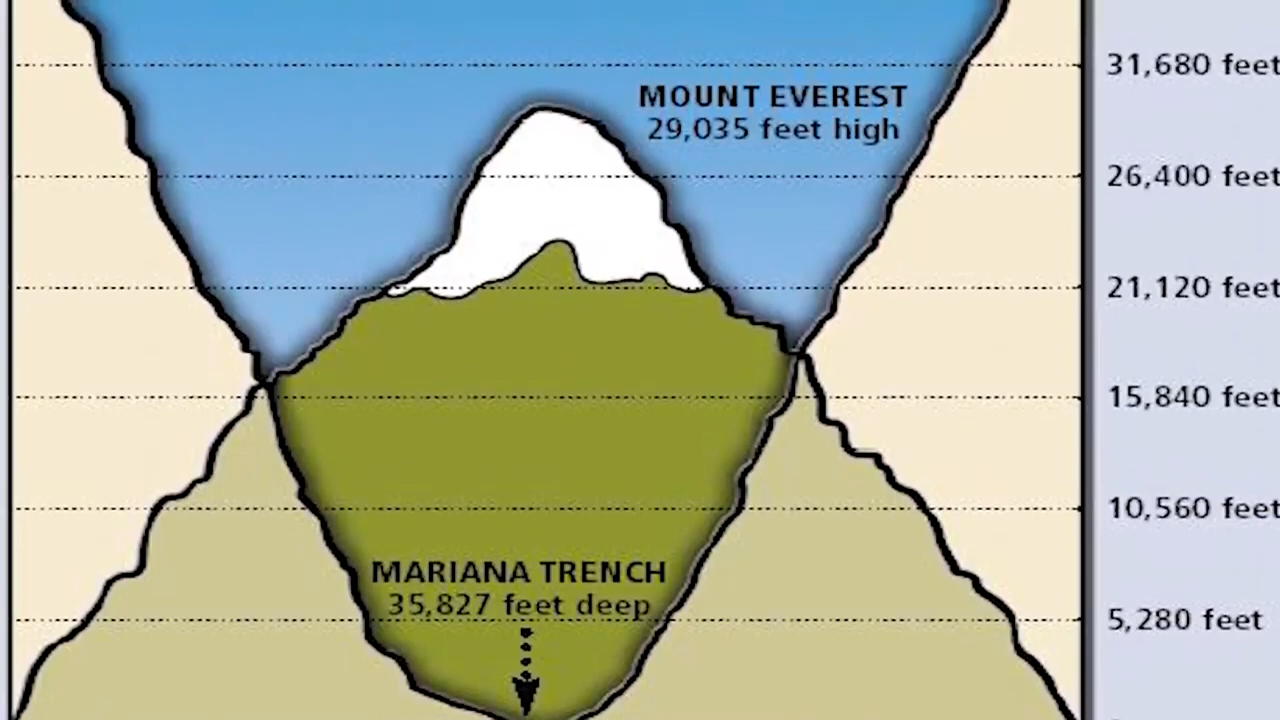 31,680 feet
MOUNT EVEREST
29,035 feet high
26,400 feet
21,120 feet
15,840 feet
10,560 feet
MARIANA TRENCH
35,827 feet deep
5,280 feet